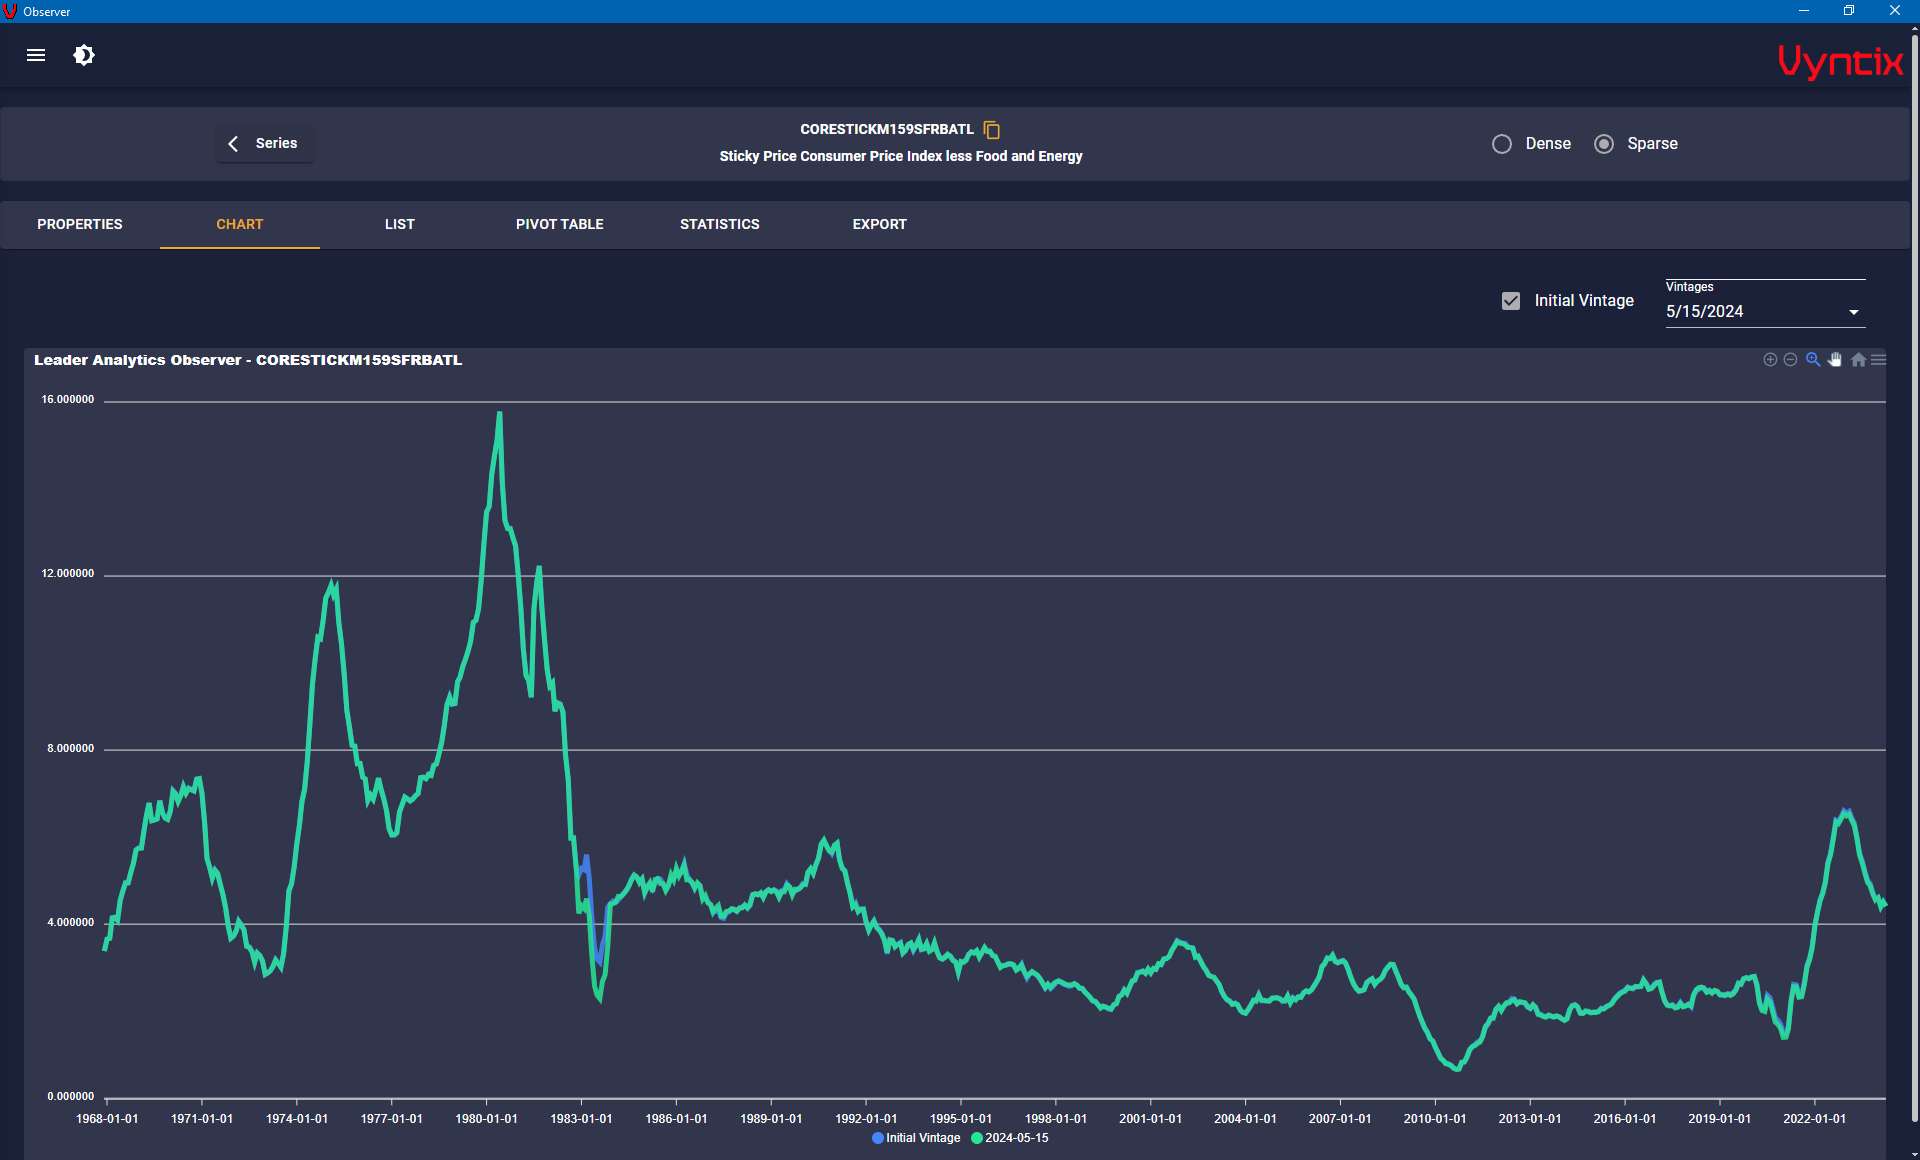 Observer
Vyntix
CORESTICKM159SFRBATL
Series
Sticky Price Consumer Price Index less Food and Energy
Dense
Sparse
PROPERTIES
CHART
LIST
PIVOT TABLE
STATISTICS
EXPORT
Initial Vintage
Vintages
5/15/2024
Leader Analytics Observer - CORESTICKM159SFRBATL
16.000000
12.000000
8.000000
4.000000
0.000000
1968-01-01
1971-01-01
1974-01-01
1977-01-01
1980-01-01
1983-01-01
1986-01-01
1989-01-01
1992-01-01
1995-01-01
1998-01-01
2001-01-01
2004-01-01
2007-01-01
2010-01-01
2013-01-01
2016-01-01
2019-01-01
2022-01-01
Initial Vintage
2024-05-15